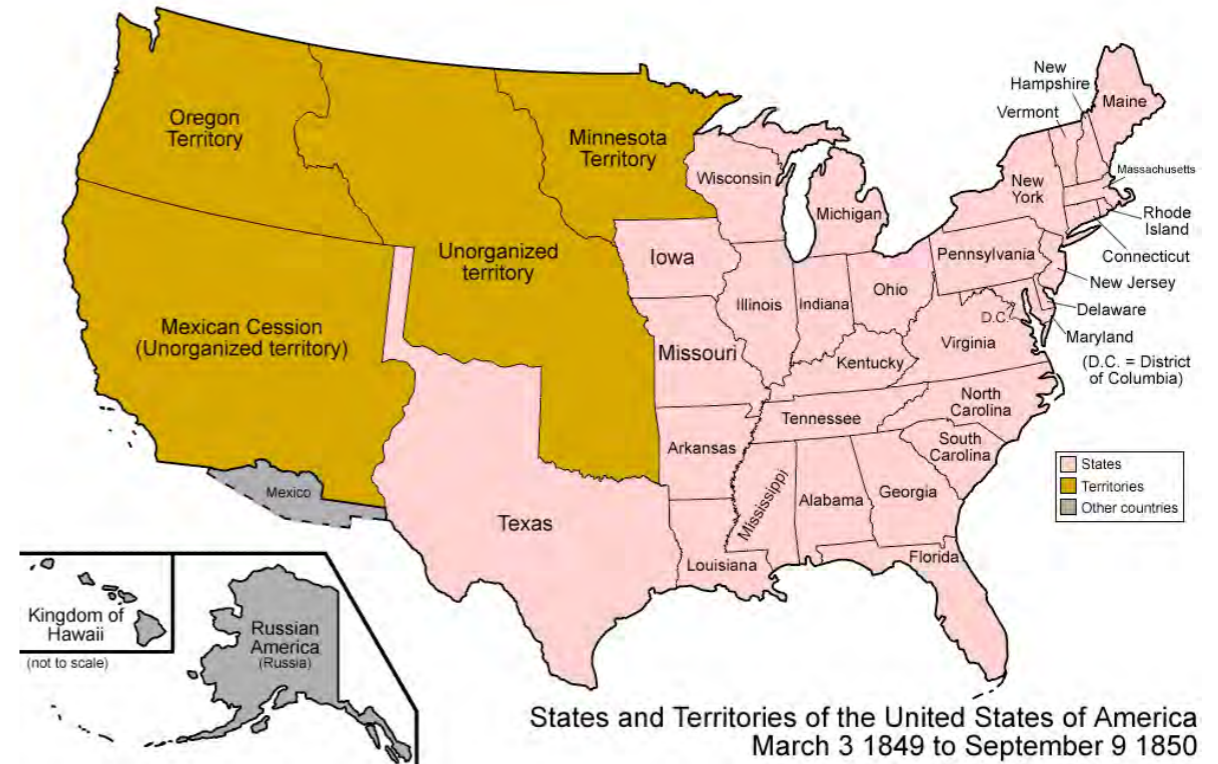 New
Hampshire
Vermont
Maine
Oregon
Territory
Minnesota
Territory
Wisconsin
Michigan
New
York
Massachusetts
Rhode
Island
Connecticut
Unorganized
territory
Iowa
Pennsylvania
New Jersey
Illinois
Indiana
Ohio
Delaware
D.C.
Maryland
(D.C. = District
of Columbia)
Mexican Cession
(Unorganized territory)
Missouri
Kentucky
Virginia
North
Carolina
Tennessee
South
Carolina
Arkansas
States
Territories
Other countries
Mexico
Texas
Mississippi
Alabama
Georgia
Louisiana
Florida
Kingdom of
Hawaii
(not to scale)
Russian
America
(Russia)
States and Territories of the United States of America
March 3 1849 to September 9 1850